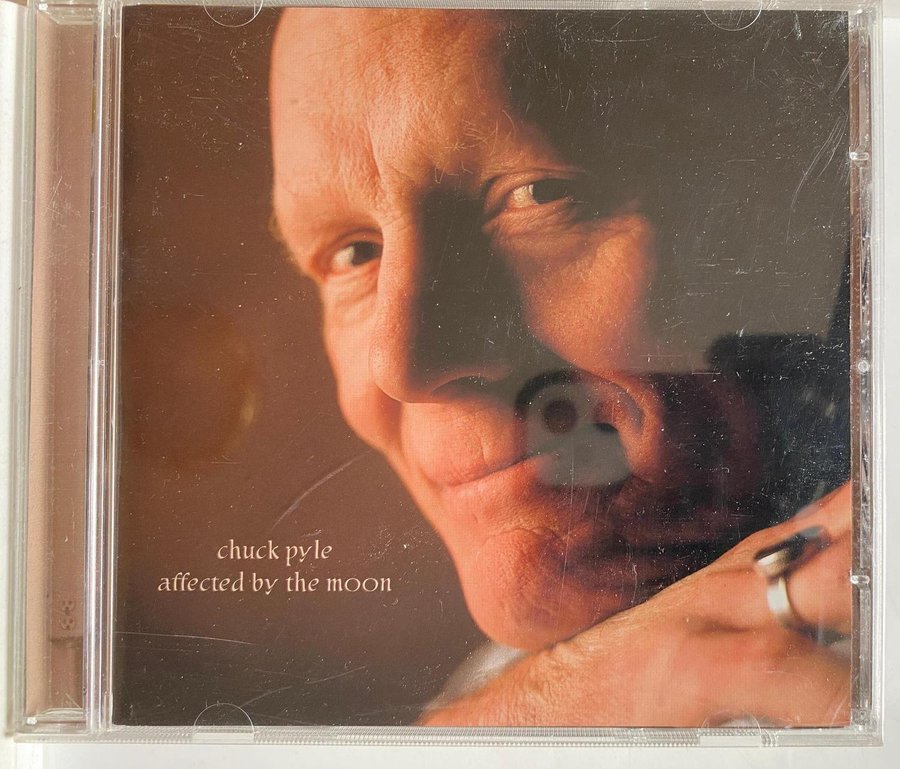 chuck pyle
affected by the moon